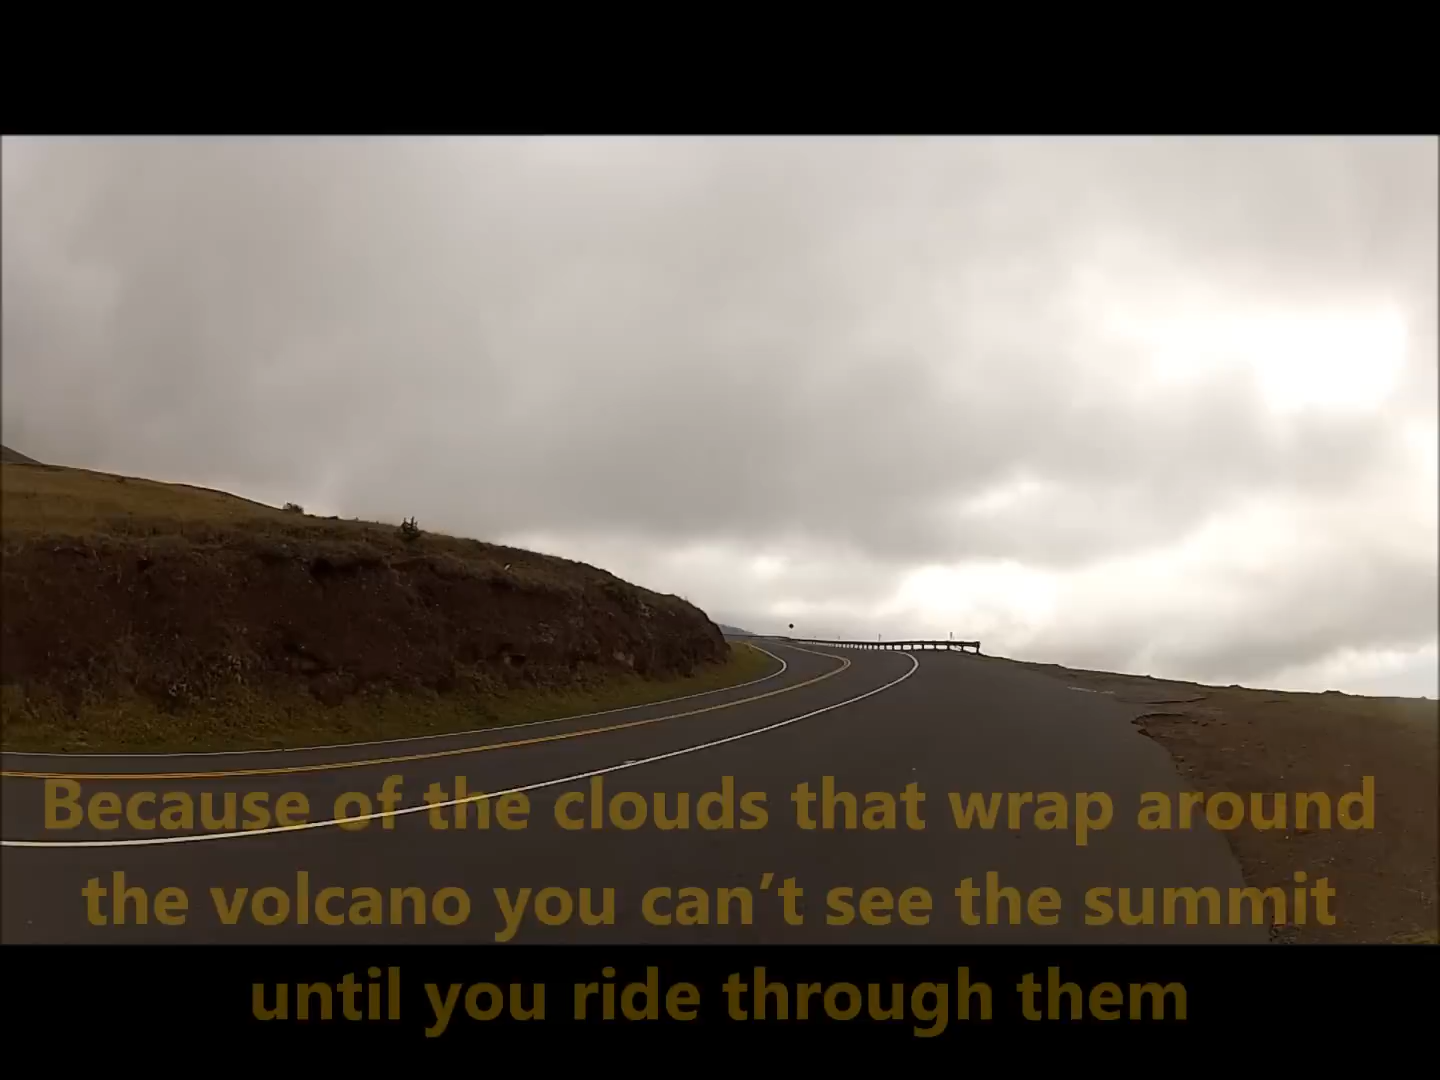 Because of the clouds that wrap around
the volcano you can’t see the summit
until you ride through them